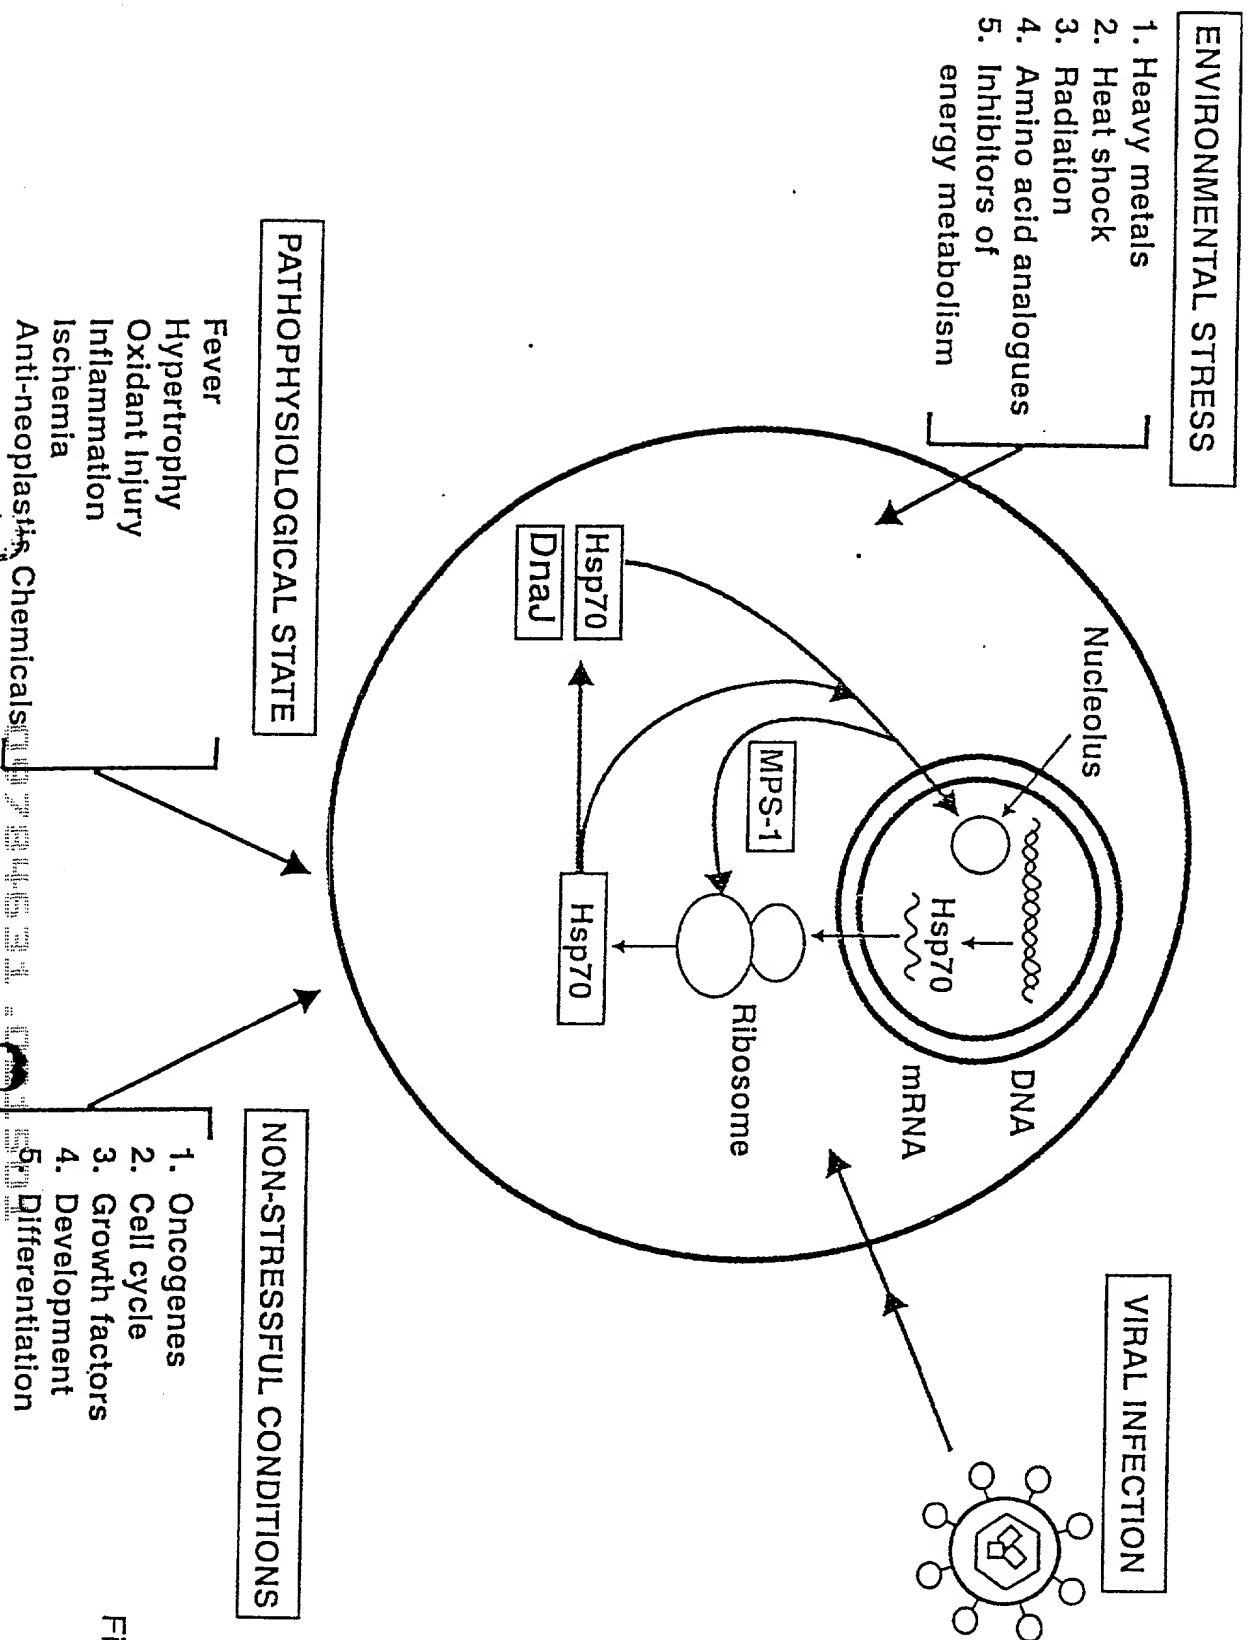 ENVIRONMENTAL STRESS
1. Heavy metals
2. Heat shock
3. Radiation
4. Amino acid analogues
5. Inhibitors of
energy metabolism
VIRAL INFECTION
Nucleolus
DNA
Hsp70
mRNA
MPS-1
Ribosome
Hsp70
DnaJ
Hsp70
PATHOPHYSIOLOGICAL STATE
Fever
Hypertrophy
Oxidant Injury
Inflammation
Ischemia
Anti-neoplastic Chemicals
NON-STRESSFUL CONDITIONS
1. Oncogenes
2. Cell cycle
3. Growth factors
4. Development
5. Differentiation